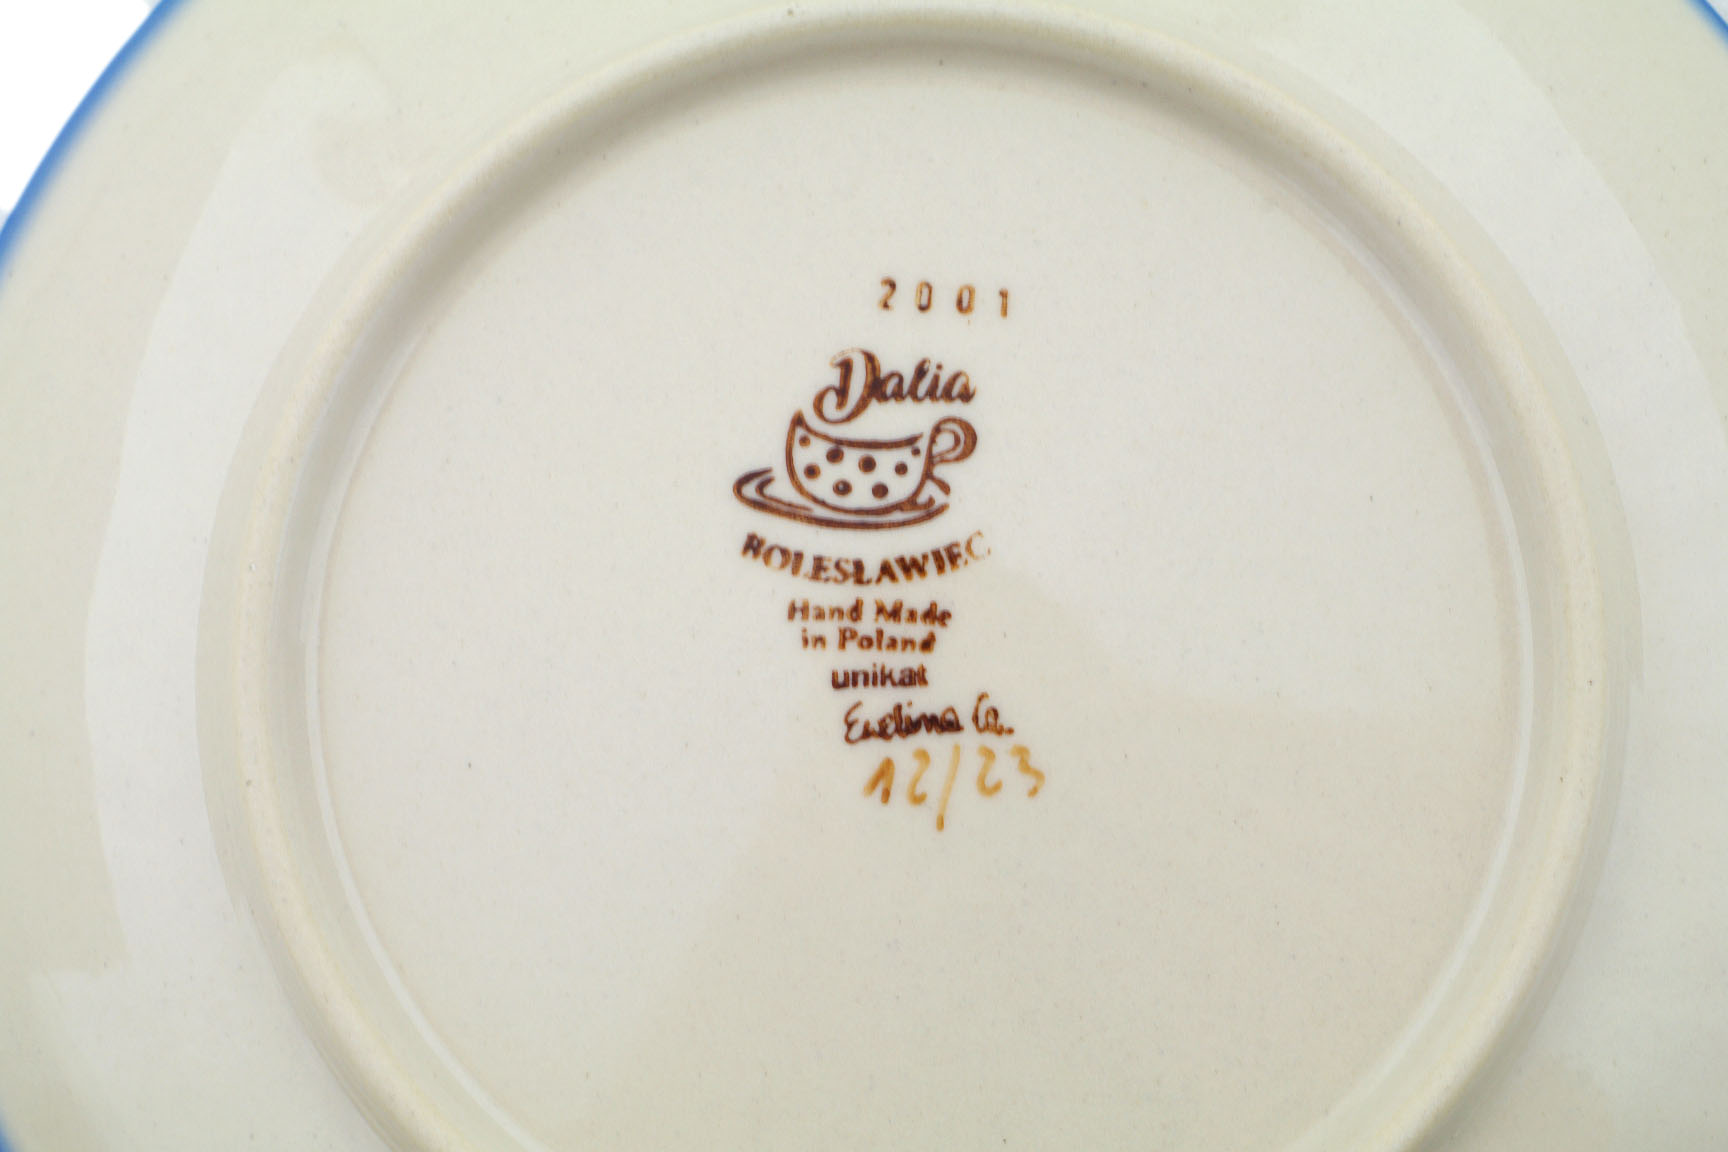 2001
Dalia
BOLESŁAWIEC
Hand Made
in Poland
unikat
Ewelina
12/23